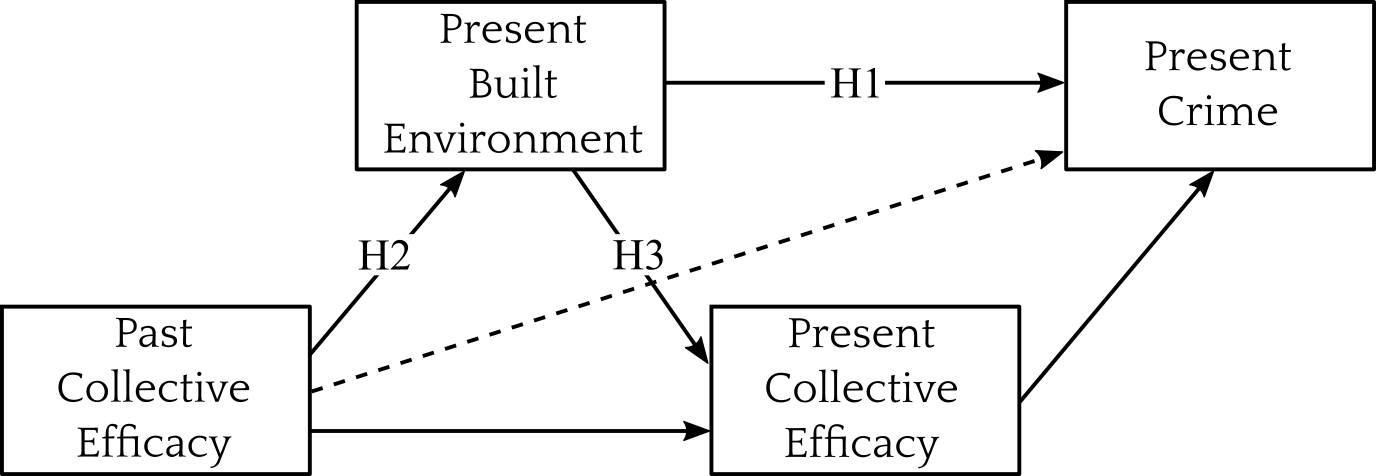 Present
Built
Environment
H1
Present
Crime
H2
H3
Past
Collective
Efficacy
Present
Collective
Efficacy